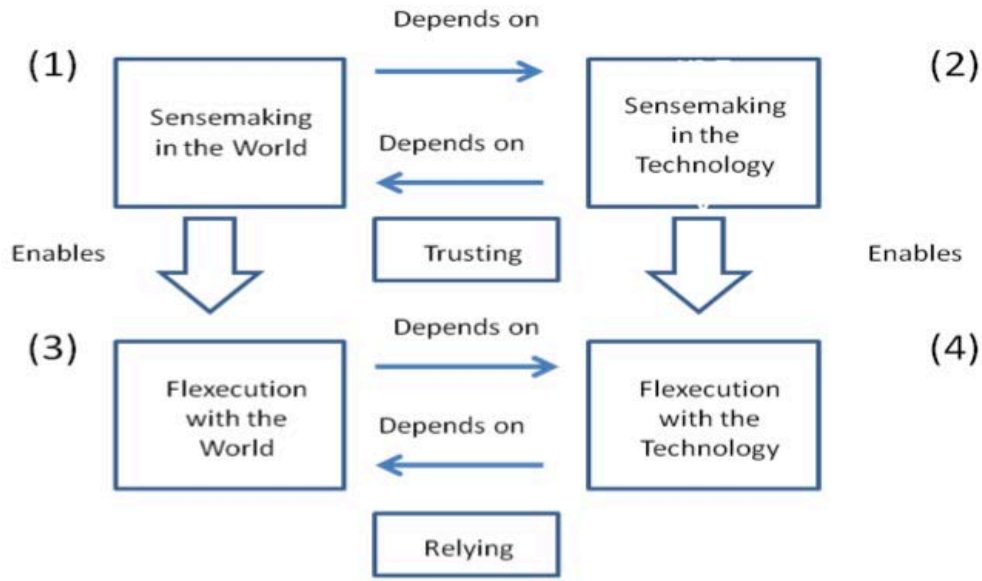 Depends on
(1)
(2)
Sensemaking
in the World
Sensemaking
in the
Technology
Depends on
Enables
Trusting
Enables
Depends on
(3)
(4)
Flexecution
with the
World
Flexecution
with the
Technology
Depends on
Relying